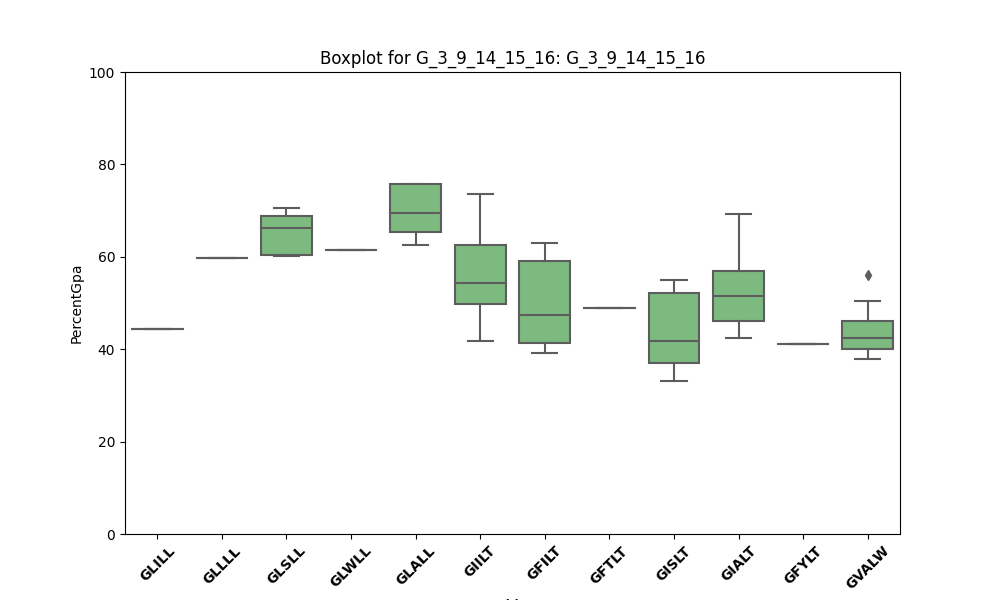 Boxplot for G_3_9_14_15_16: G_3_9_14_15_16
100
80
60
40
20
0
PercentGpa
GLILL GLLLL GLSLL GLWLL GLALL GIILT GFILT GFTLT GISLT GIALT GFYLT GVALW